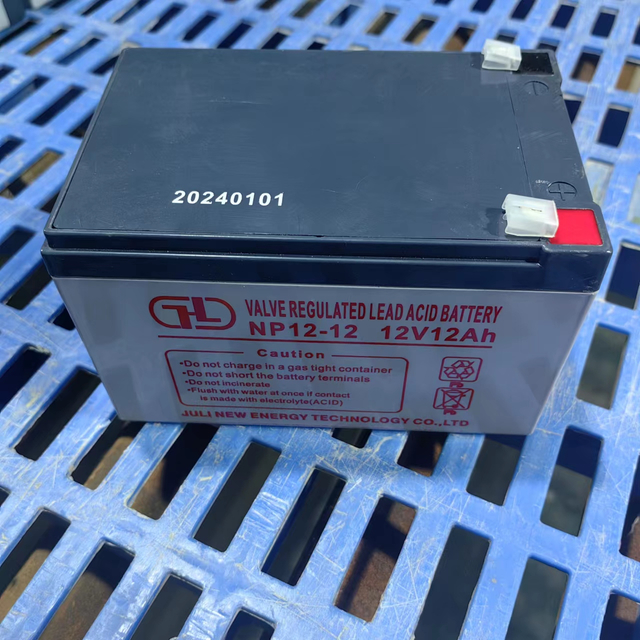 20240101
VALVE REGULATED LEAD ACID BATTERY
NP12-12 12V12Ah
Caution
•Do not charge in a gas tight container
•Do not short the battery terminals
•Do not incinerate
•Flush with water at once if contact
is made with electrolyte(ACID)
Pb
Pb
JULI NEW ENERGY TECHNOLOGY CO.,LTD